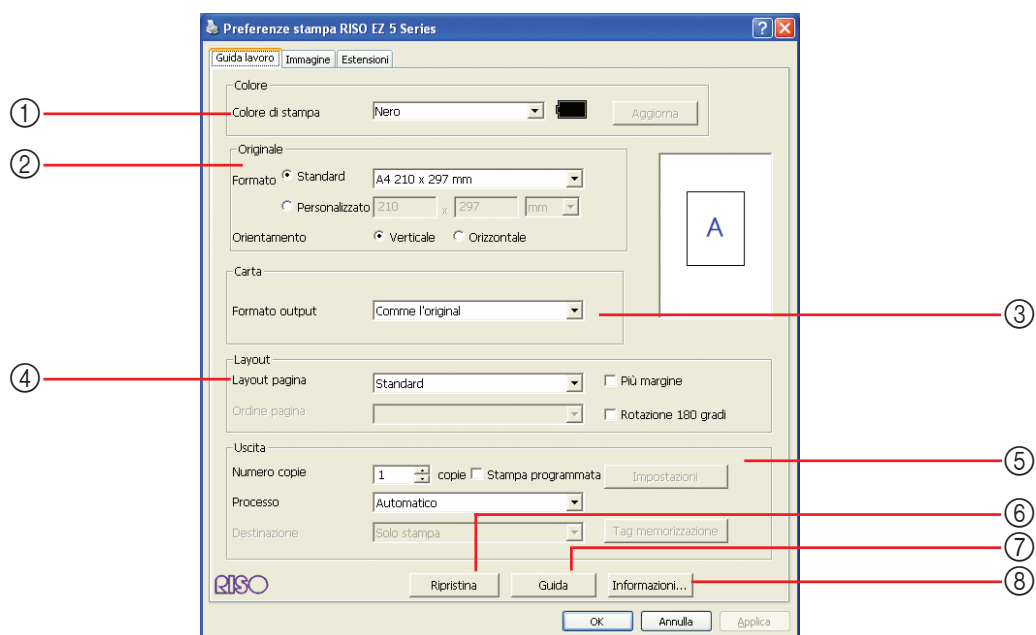 Preferenze stampa RISO EZ 5 Series
Guida lavoro Immagine Estensioni
Colore
① Colore di stampa Nero Aggiorna
② Originale
Formato Standard A4 210 x 297 mm
Personalizzato 210 x 297 mm
Orientamento Verticale Orizzontale
A
Carta
Formato output Comme l'original ③
Layout
④ Layout pagina Standard Più margine
Ordine pagina Rotazione 180 gradi
Uscita
Numero copie 1 copie Stampa programmata Impostazioni ⑤
Processo Automatico ⑥
Destinazione Solo stampa Tag memorizzazione ⑦
RISO Ripristina Guida Informazioni... ⑧
OK Annulla Applica